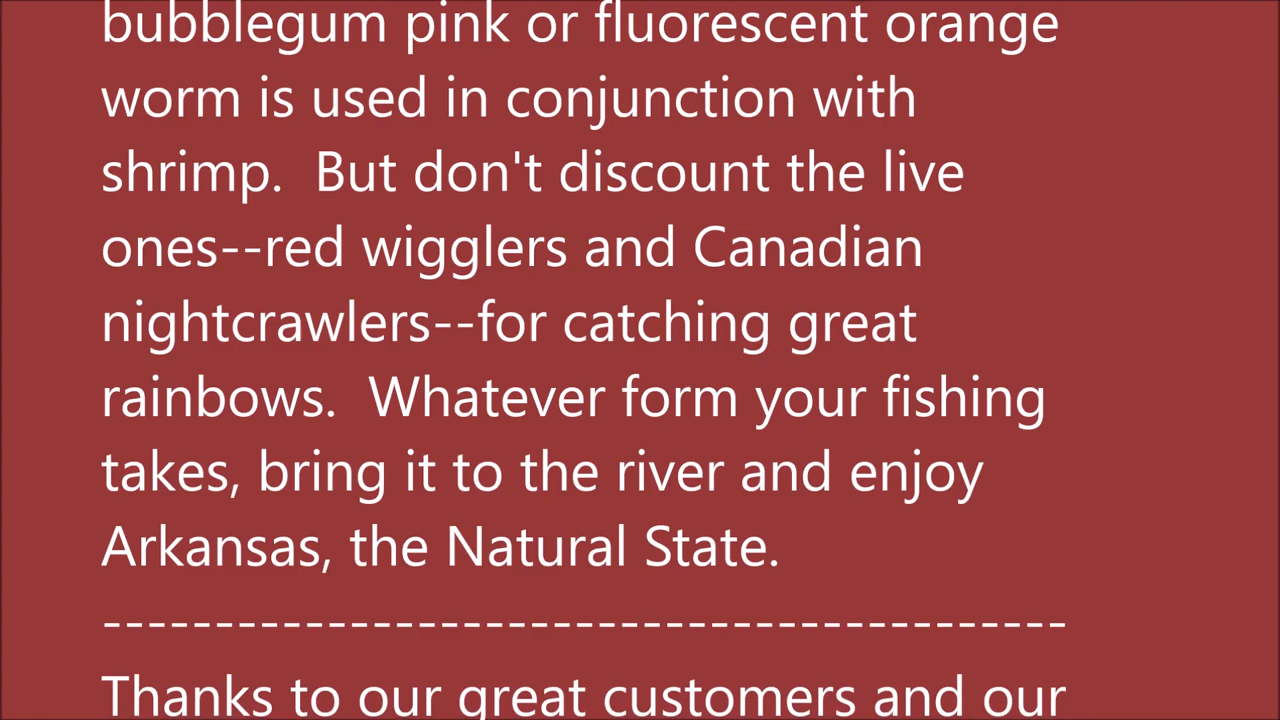 bubblegum pink or fluorescent orange
worm is used in conjunction with
shrimp.  But don't discount the live
ones--red wigglers and Canadian
nightcrawlers--for catching great
rainbows.  Whatever form your fishing
takes, bring it to the river and enjoy
Arkansas, the Natural State.
-------------------------------------------
Thanks to our great customers and our